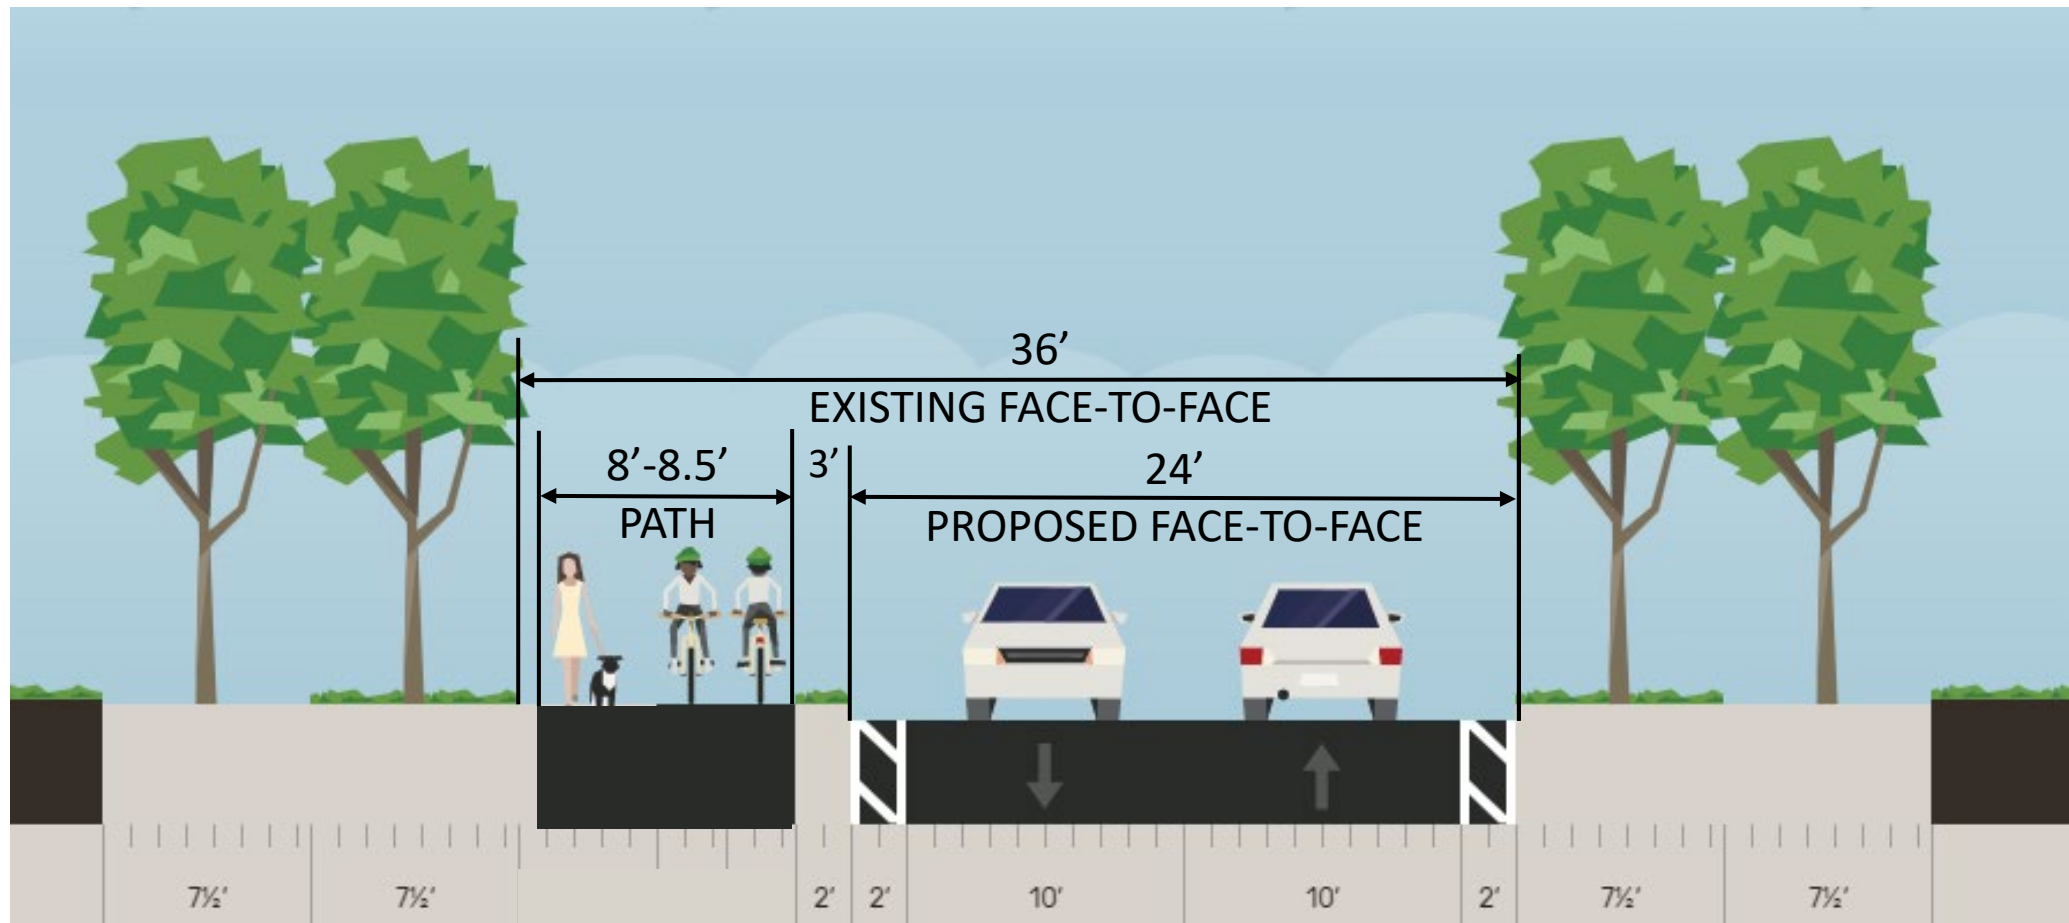 36’
EXISTING FACE-TO-FACE
8’-8.5’
3’
24’
PATH
PROPOSED FACE-TO-FACE
7½' 7½' 2' 2' 10' 10' 2' 7½' 7½'